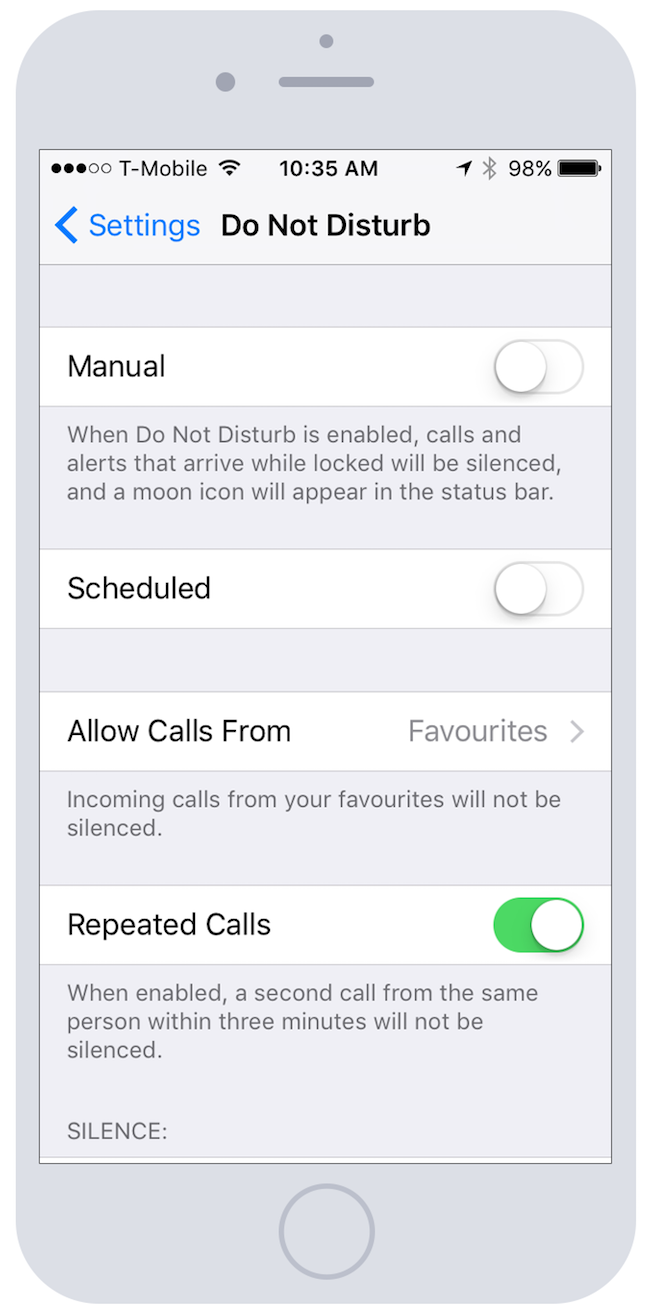 T-Mobile 10:35 AM 98%
Settings Do Not Disturb
Manual
When Do Not Disturb is enabled, calls and
alerts that arrive while locked will be silenced,
and a moon icon will appear in the status bar.
Scheduled
Allow Calls From Favourites
Incoming calls from your favourites will not be
silenced.
Repeated Calls
When enabled, a second call from the same
person within three minutes will not be
silenced.
SILENCE: